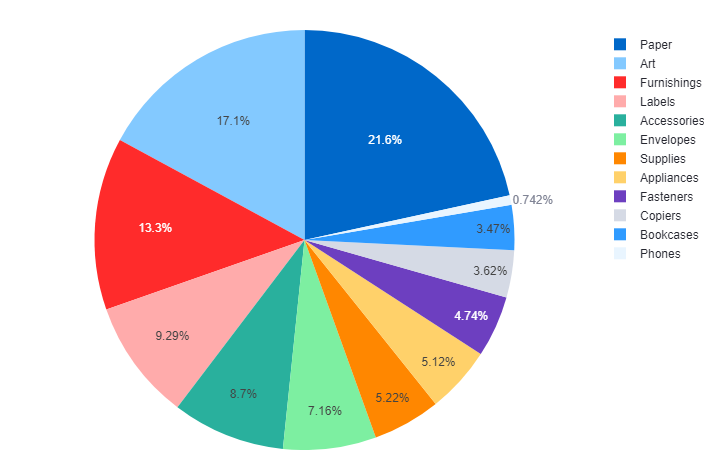 21.6%
17.1%
13.3%
9.29%
8.7%
7.16%
5.22%
5.12%
4.74%
3.62%
3.47%
0.742%
Paper
Art
Furnishings
Labels
Accessories
Envelopes
Supplies
Appliances
Fasteners
Copiers
Bookcases
Phones